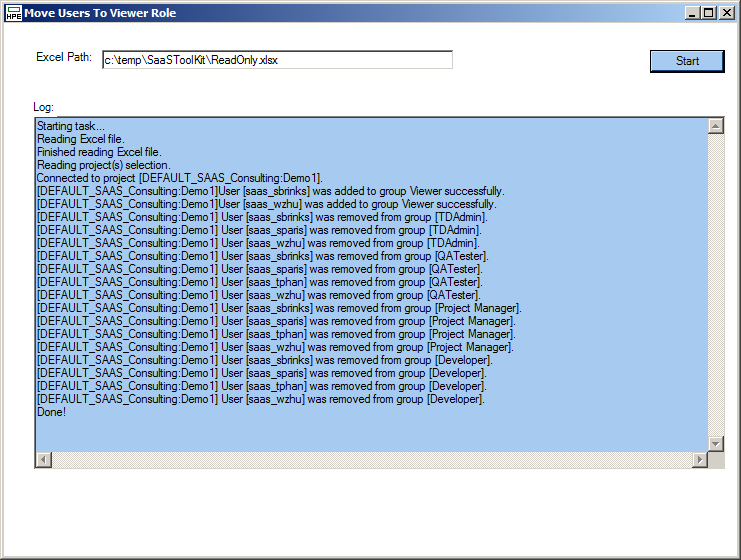 HPE Move Users To Viewer Role
Excel Path: c:\temp\SaaSToolKit\ReadOnly.xlsx Start
Log:
Starting task...
Reading Excel file.
Finished reading Excel file.
Reading project(s) selection.
Connected to project [DEFAULT_SAAS_Consulting:Demo1].
[DEFAULT_SAAS_Consulting:Demo1]User [saas_sbrinks] was added to group Viewer successfully.
[DEFAULT_SAAS_Consulting:Demo1]User [saas_wzhu] was added to group Viewer successfully.
[DEFAULT_SAAS_Consulting:Demo1] User [saas_sbrinks] was removed from group [TDAdmin].
[DEFAULT_SAAS_Consulting:Demo1] User [saas_sparis] was removed from group [TDAdmin].
[DEFAULT_SAAS_Consulting:Demo1] User [saas_wzhu] was removed from group [TDAdmin].
[DEFAULT_SAAS_Consulting:Demo1] User [saas_sbrinks] was removed from group [QATester].
[DEFAULT_SAAS_Consulting:Demo1] User [saas_sparis] was removed from group [QATester].
[DEFAULT_SAAS_Consulting:Demo1] User [saas_tphan] was removed from group [QATester].
[DEFAULT_SAAS_Consulting:Demo1] User [saas_wzhu] was removed from group [QATester].
[DEFAULT_SAAS_Consulting:Demo1] User [saas_sbrinks] was removed from group [Project Manager].
[DEFAULT_SAAS_Consulting:Demo1] User [saas_sparis] was removed from group [Project Manager].
[DEFAULT_SAAS_Consulting:Demo1] User [saas_tphan] was removed from group [Project Manager].
[DEFAULT_SAAS_Consulting:Demo1] User [saas_wzhu] was removed from group [Project Manager].
[DEFAULT_SAAS_Consulting:Demo1] User [saas_sbrinks] was removed from group [Developer].
[DEFAULT_SAAS_Consulting:Demo1] User [saas_sparis] was removed from group [Developer].
[DEFAULT_SAAS_Consulting:Demo1] User [saas_tphan] was removed from group [Developer].
[DEFAULT_SAAS_Consulting:Demo1] User [saas_wzhu] was removed from group [Developer].
Done!